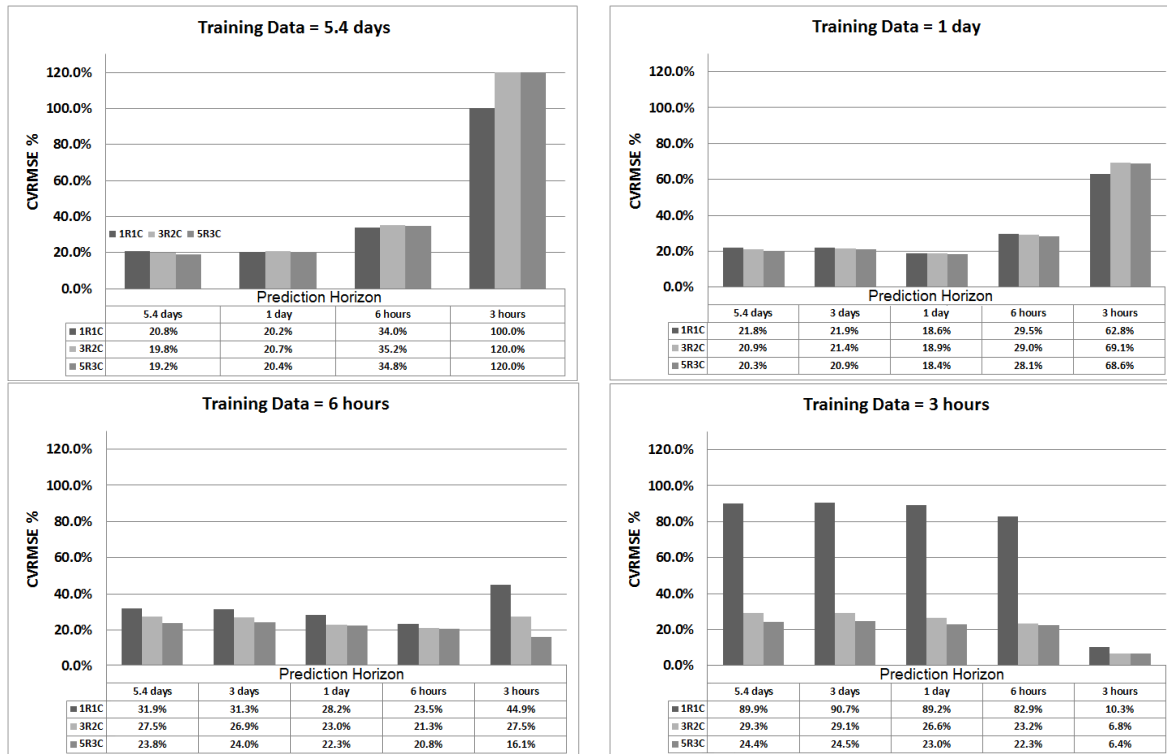 Training Data = 5.4 days
120.0%
100.0%
80.0%
60.0%
40.0%
20.0%
0.0%
CVRMSE %
■ 1R1C ■ 3R2C ■ 5R3C
Prediction Horizon
5.4 days 1 day 6 hours 3 hours
■ 1R1C 20.8% 20.2% 34.0% 100.0%
■ 3R2C 19.8% 20.7% 35.2% 120.0%
■ 5R3C 19.2% 20.4% 34.8% 120.0%
Training Data = 1 day
120.0%
100.0%
80.0%
60.0%
40.0%
20.0%
0.0%
CVRMSE %
Prediction Horizon
5.4 days 3 days 1 day 6 hours 3 hours
■ 1R1C 21.8% 21.9% 18.6% 29.5% 62.8%
■ 3R2C 20.9% 21.4% 18.9% 29.0% 69.1%
■ 5R3C 20.3% 20.9% 18.4% 28.1% 68.6%
Training Data = 6 hours
120.0%
100.0%
80.0%
60.0%
40.0%
20.0%
0.0%
CVRMSE %
Prediction Horizon
5.4 days 3 days 1 day 6 hours 3 hours
■ 1R1C 31.9% 31.3% 28.2% 23.5% 44.9%
■ 3R2C 27.5% 26.9% 23.0% 21.3% 27.5%
■ 5R3C 23.8% 24.0% 22.3% 20.8% 16.1%
Training Data = 3 hours
120.0%
100.0%
80.0%
60.0%
40.0%
20.0%
0.0%
CVRMSE %
Prediction Horizon
5.4 days 3 days 1 day 6 hours 3 hours
■ 1R1C 89.9% 90.7% 89.2% 82.9% 10.3%
■ 3R2C 29.3% 29.1% 26.6% 23.2% 6.8%
■ 5R3C 24.4% 24.5% 23.0% 22.3% 6.4%